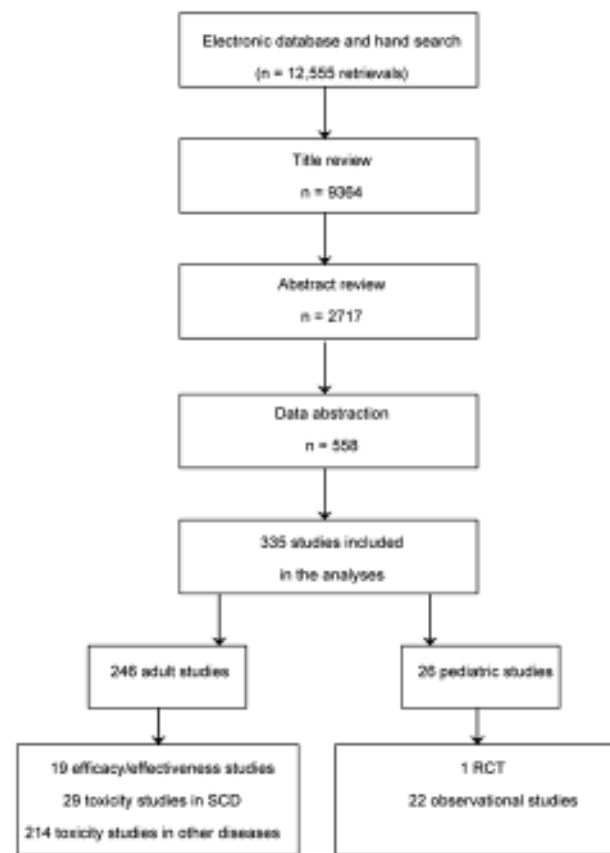 Electronic database and hand search
(n = 12,555 retrievals)
Title review
n = 9364
Abstract review
n = 2717
Data abstraction
n = 558
335 studies included
in the analyses
246 adult studies
26 pediatric studies
19 efficacy/effectiveness studies
29 toxicity studies in SCD
214 toxicity studies in other diseases
1 RCT
22 observational studies